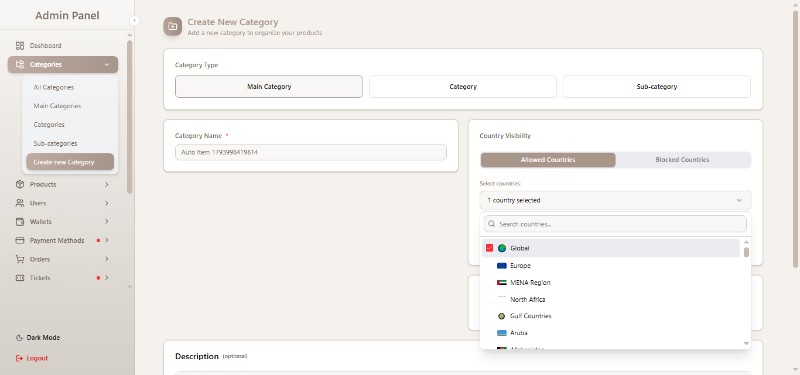 Admin Panel
Dashboard
Categories
All Categories
Main Categories
Categories
Sub-categories
Create new Category
Products
Users
Wallets
Payment Methods
Orders
Tickets
Dark Mode
Logout
Create New Category
Add a new category to organize your products
Category Type
Main Category
Category
Sub-category
Category Name *
Auto Item 1793998419614
Country Visibility
Allowed Countries
Blocked Countries
Select countries:
1 country selected
Search countries...
Global
Europe
MENA Region
North Africa
Gulf Countries
Aruba
Description (optional)